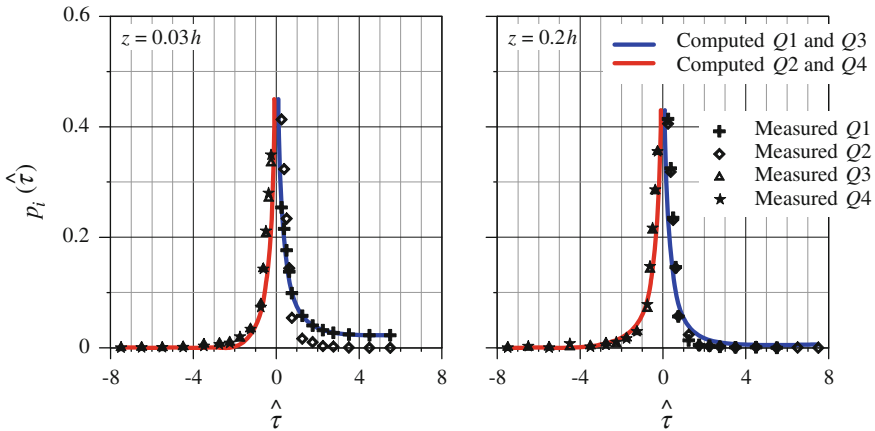 z = 0.03h
z = 0.2h
Computed Q1 and Q3
Computed Q2 and Q4
Measured Q1
Measured Q2
Measured Q3
Measured Q4
0.6
0.4
0.2
0
p_i(τ̂)
-8 -4 0 4 8
-8 -4 0 4 8
τ̂ τ̂